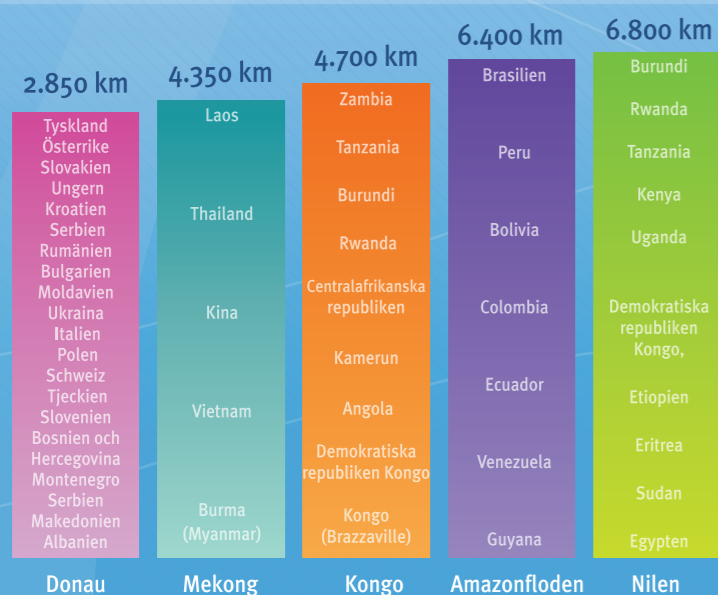 2.850 km
Tyskland
Österrike
Slovakien
Ungern
Kroatien
Serbien
Rumänien
Bulgarien
Moldavien
Ukraina
Italien
Polen
Schweiz
Tjeckien
Slovenien
Bosnien och
Hercegovina
Montenegro
Serbien
Makedonien
Albanien
Donau
4.350 km
Laos
Thailand
Kina
Vietnam
Burma
(Myanmar)
Mekong
4.700 km
Zambia
Tanzania
Burundi
Rwanda
Centralafrikanska
republiken
Kamerun
Angola
Demokratiska
republiken Kongo
Kongo
(Brazzaville)
Kongo
6.400 km
Brasilien
Peru
Bolivia
Colombia
Ecuador
Venezuela
Guyana
Amazonfloden
6.800 km
Burundi
Rwanda
Tanzania
Kenya
Uganda
Demokratiska
republiken
Kongo,
Etiopien
Eritrea
Sudan
Egypten
Nilen